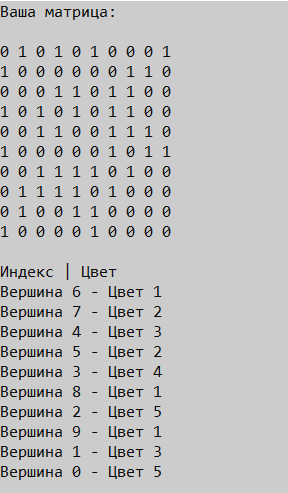 Ваша матрица:
0 1 0 1 0 1 0 0 0 1
1 0 0 0 0 0 0 1 1 0
0 0 0 1 1 0 1 1 0 0
1 0 1 0 1 0 1 1 0 0
0 0 1 1 0 0 1 1 1 0
1 0 0 0 0 0 1 0 1 1
0 0 1 1 1 1 0 1 0 0
0 1 1 1 1 0 1 0 0 0
0 1 0 0 1 1 0 0 0 0
1 0 0 0 0 1 0 0 0 0
Индекс | Цвет
Вершина 6 - Цвет 1
Вершина 7 - Цвет 2
Вершина 4 - Цвет 3
Вершина 5 - Цвет 2
Вершина 3 - Цвет 4
Вершина 8 - Цвет 1
Вершина 2 - Цвет 5
Вершина 9 - Цвет 1
Вершина 1 - Цвет 3
Вершина 0 - Цвет 5